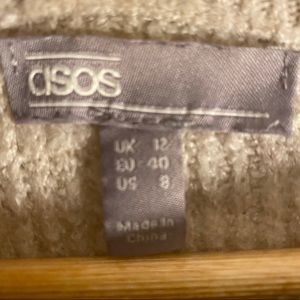 asos
UK 12
EU 40
US 8
Made In
China